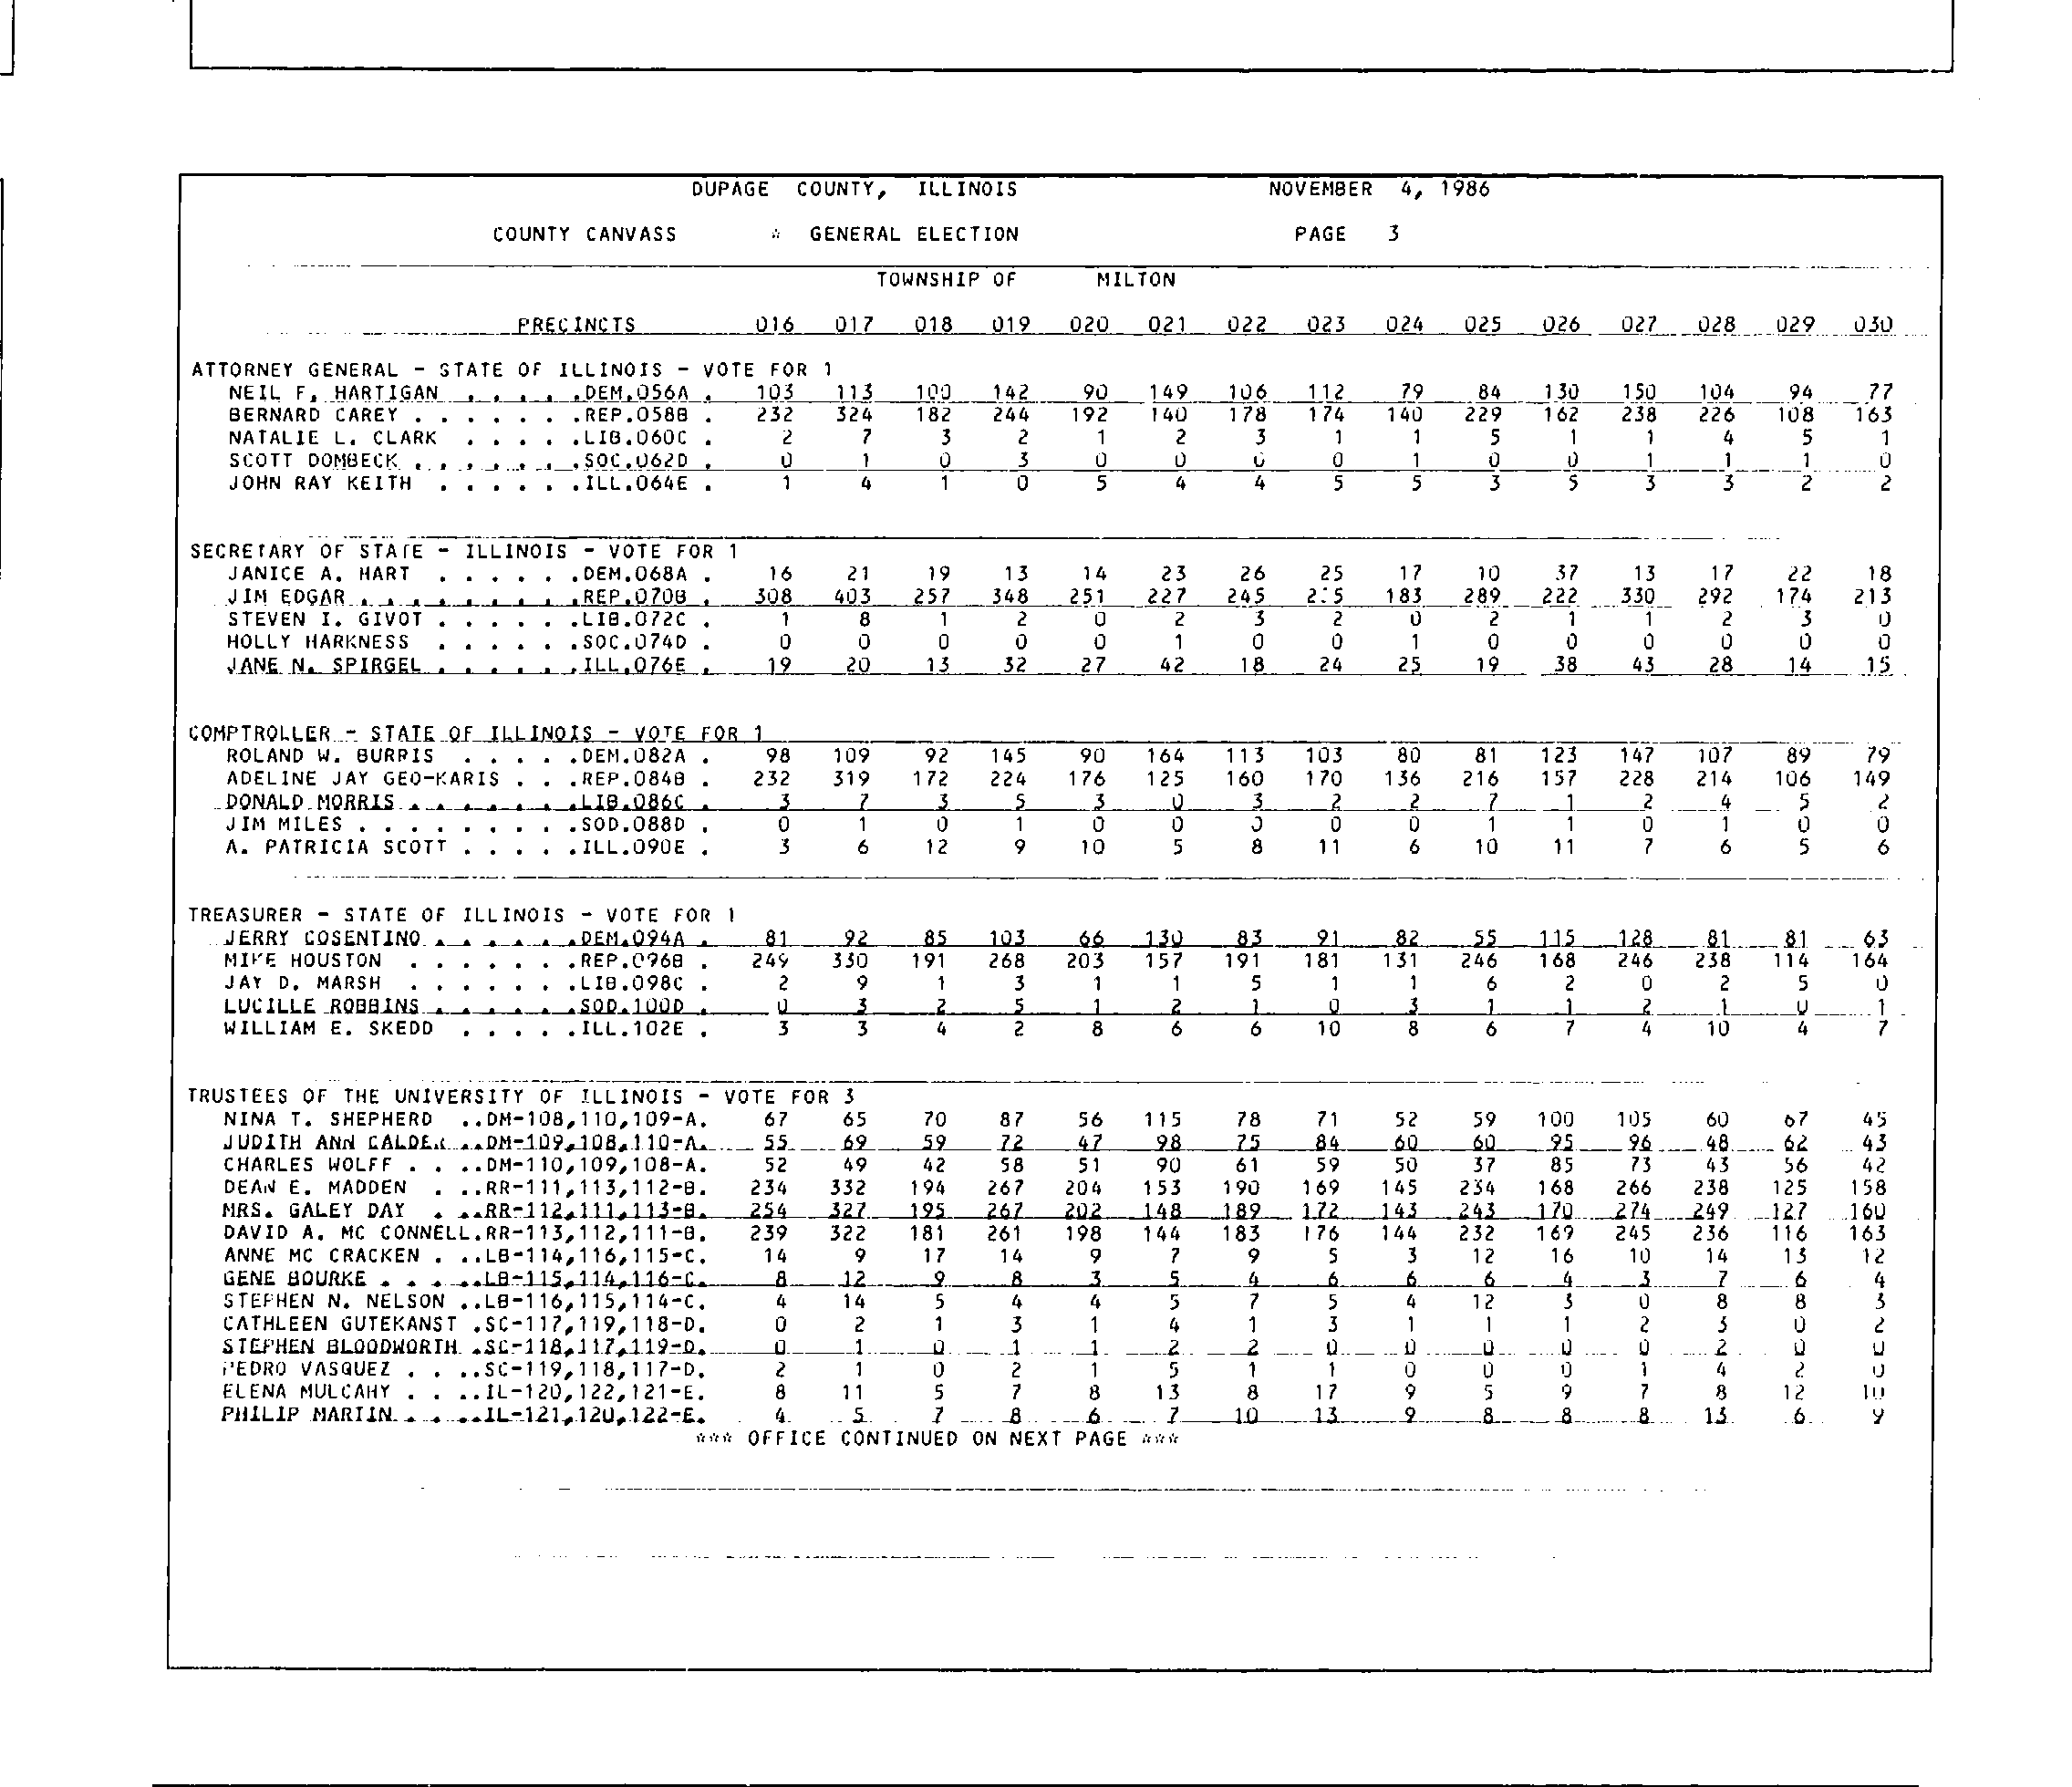 DUPAGE COUNTY, ILLINOIS NOVEMBER 4, 1986
COUNTY CANVASS * GENERAL ELECTION PAGE 3
TOWNSHIP OF MILTON
PRECINCTS 016 017 018 019 020 021 022 023 024 025 026 027 028 029 030
ATTORNEY GENERAL - STATE OF ILLINOIS - VOTE FOR 1
NEIL F. HARTIGAN . . . . .DEM.056A . 103 113 100 142 90 149 106 112 79 84 130 150 104 94 77
BERNARD CAREY . . . . . . .REP.058B . 232 324 182 244 192 140 178 174 140 229 162 238 226 108 163
NATALIE L. CLARK . . . . .LIB.060C . 2 7 3 2 1 2 3 1 1 5 1 1 4 5 1
SCOTT DOMBECK . . . . . . .SOC.062D . 0 1 0 3 0 0 0 0 1 0 0 1 1 1 0
JOHN RAY KEITH . . . . . .ILL.064E . 1 4 1 0 5 4 4 5 5 3 5 3 3 2 2
SECRETARY OF STATE - ILLINOIS - VOTE FOR 1
JANICE A. HART . . . . . .DEM.068A . 16 21 19 13 14 23 26 25 17 10 37 13 17 22 18
JIM EDGAR . . . . . . . . .REP.070B . 308 403 257 348 251 227 245 183 289 222 330 292 174 213
STEVEN I. GIVOT . . . . . .LIB.072C . 1 8 1 2 0 2 3 2 0 2 1 1 2 3 0
HOLLY HARKNESS . . . . . .SOC.074D . 0 0 0 0 0 1 0 0 1 0 0 0 0 0 0
JANE N. SPIRGEL . . . . . .ILL.076E . 19 20 13 32 27 42 18 24 25 19 38 43 28 14 15
COMPTROLLER - STATE OF ILLINOIS - VOTE FOR 1
ROLAND W. BURRIS . . . . .DEM.082A . 98 109 92 145 90 164 113 103 80 81 123 147 107 89 79
ADELINE JAY GEO-KARIS . . .REP.084B . 232 319 172 224 176 125 160 170 136 216 157 228 214 106 149
DONALD MORRIS . . . . . . .LIB.086C . 3 7 3 5 3 0 3 2 2 7 1 2 4 5 2
JIM MILES . . . . . . . . .SOD.088D . 0 1 0 1 0 0 0 0 0 1 1 0 1 0 0
A. PATRICIA SCOTT . . . . .ILL.090E . 3 6 12 9 10 5 8 11 6 10 11 7 6 5 6
TREASURER - STATE OF ILLINOIS - VOTE FOR 1
JERRY COSENTINO . . . . . .DEM.094A . 81 92 85 103 66 130 83 91 82 55 115 128 81 81 63
MIKE HOUSTON . . . . . . .REP.096B . 249 330 191 268 203 157 191 181 131 246 168 246 238 114 164
JAY D. MARSH . . . . . . .LIB.098C . 2 9 1 3 1 1 5 1 1 6 2 0 2 5 0
LUCILLE ROBBINS . . . . . .SOD.100D . 0 3 2 5 1 2 1 0 3 1 1 2 1 0 1
WILLIAM E. SKEDD . . . . .ILL.102E . 3 3 4 2 8 6 6 10 8 6 7 4 10 4 7
TRUSTEES OF THE UNIVERSITY OF ILLINOIS - VOTE FOR 3
NINA T. SHEPHERD ..DM-108,110,109-A. 67 65 70 87 56 115 78 71 52 59 100 105 60 67 45
JUDITH ANN CALDER ..DM-109,108,110-A. 55 69 59 72 47 98 75 84 60 60 95 96 48 62 43
CHARLES WOLFF . . ..DM-110,109,108-A. 52 49 42 58 51 90 61 59 50 37 85 73 43 56 42
DEAN E. MADDEN . ..RR-111,113,112-B. 234 332 194 267 204 153 190 169 145 234 168 266 238 125 158
MRS. GALEY DAY . ..RR-112,111,113-B. 254 327 195 267 202 148 189 172 143 243 170 274 249 127 160
DAVID A. MC CONNELL.RR-113,112,111-B. 239 322 181 261 198 144 183 176 144 232 169 245 236 116 163
ANNE MC CRACKEN . ..LB-114,116,115-C. 14 9 17 14 9 7 9 5 3 12 16 10 14 13 12
GENE BOURKE . . . ..LB-115,114,116-C. 8 12 9 8 3 5 4 6 6 6 4 3 7 6 4
STEPHEN N. NELSON ..LB-116,115,114-C. 4 14 5 4 4 5 7 5 4 12 3 0 8 8 3
CATHLEEN GUTEKANST .SC-117,119,118-D. 0 2 1 3 1 4 1 3 1 1 1 2 3 0 2
STEPHEN BLOODWORTH .SC-118,117,119-D. 0 1 0 1 1 2 2 0 0 0 0 0 2 0 0
PEDRO VASQUEZ . . ..SC-119,118,117-D. 2 1 0 2 1 5 1 1 0 0 0 1 4 2 0
ELENA MULCAHY . . ..IL-120,122,121-E. 8 11 5 7 8 13 8 17 9 5 9 7 8 12 10
PHILIP MARTIN . . ..IL-121,120,122-E. 4 5 7 8 6 7 10 13 9 8 8 8 13 6 9
*** OFFICE CONTINUED ON NEXT PAGE ***